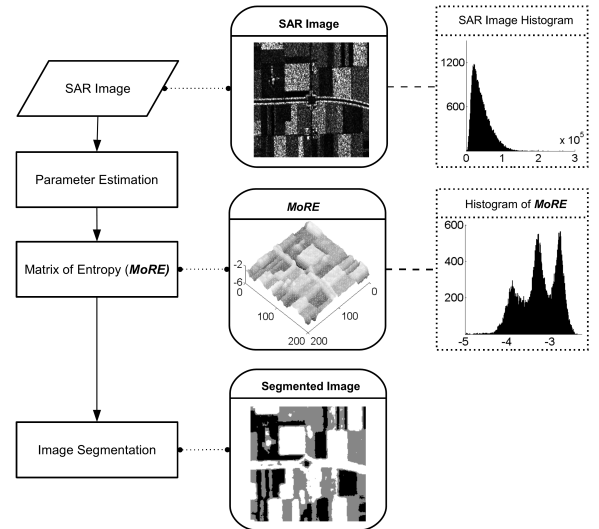 SAR Image
Parameter Estimation
Matrix of Entropy (MoRE)
Image Segmentation
SAR Image
MoRE
-2
-6
0
0
100
100
200 200
Segmented Image
SAR Image Histogram
1200
600
x 10^5
0 1 2 3
Histogram of MoRE
600
400
200
-5 -4 -3